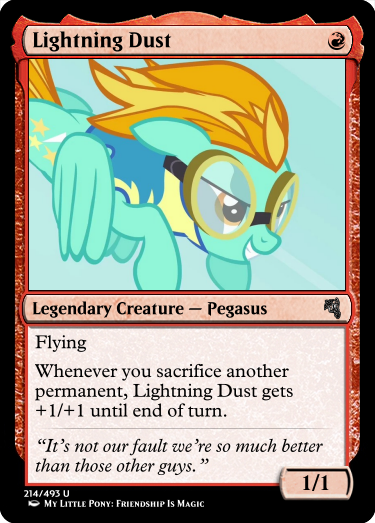 Lightning Dust
Legendary Creature — Pegasus
Flying
Whenever you sacrifice another
permanent, Lightning Dust gets
+1/+1 until end of turn.
“It’s not our fault we’re so much better
than those other guys.”
1/1
214/493 U
My Little Pony: Friendship Is Magic